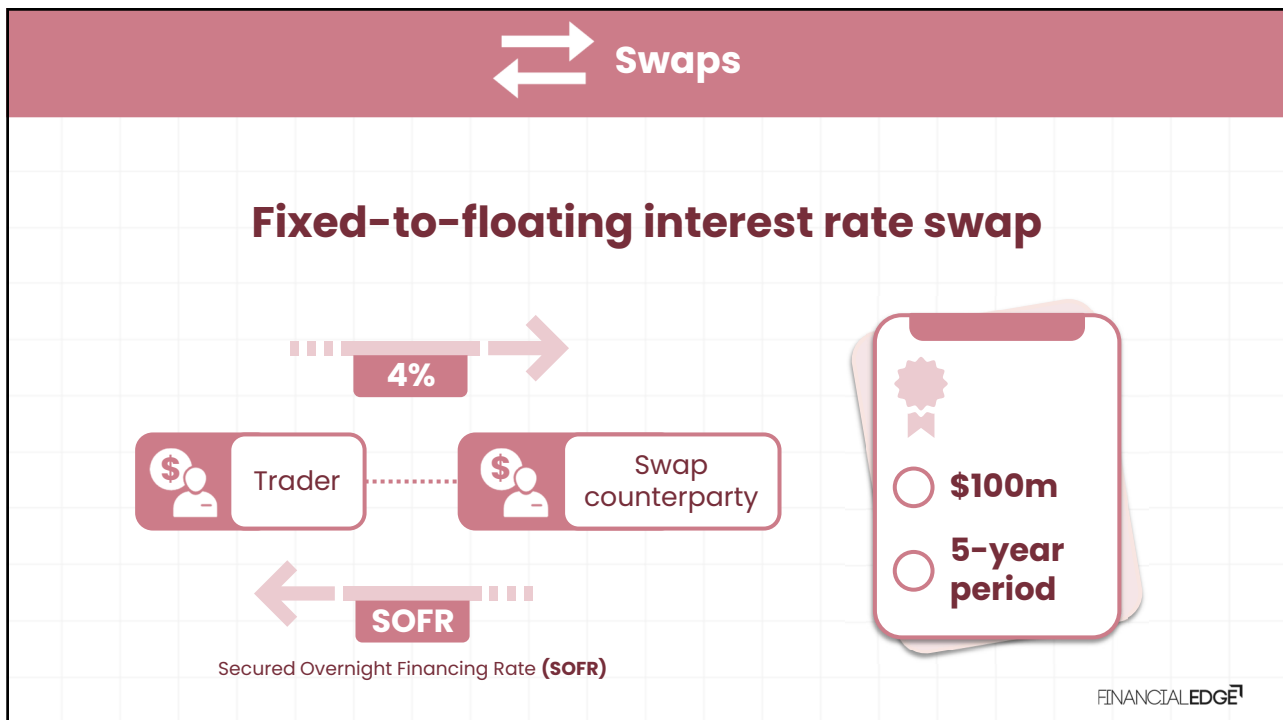 Swaps
Fixed-to-floating interest rate swap
4%
$
Trader
$
Swap
counterparty
SOFR
Secured Overnight Financing Rate (SOFR)
$100m
5-year
period
FINANCIALEDGE